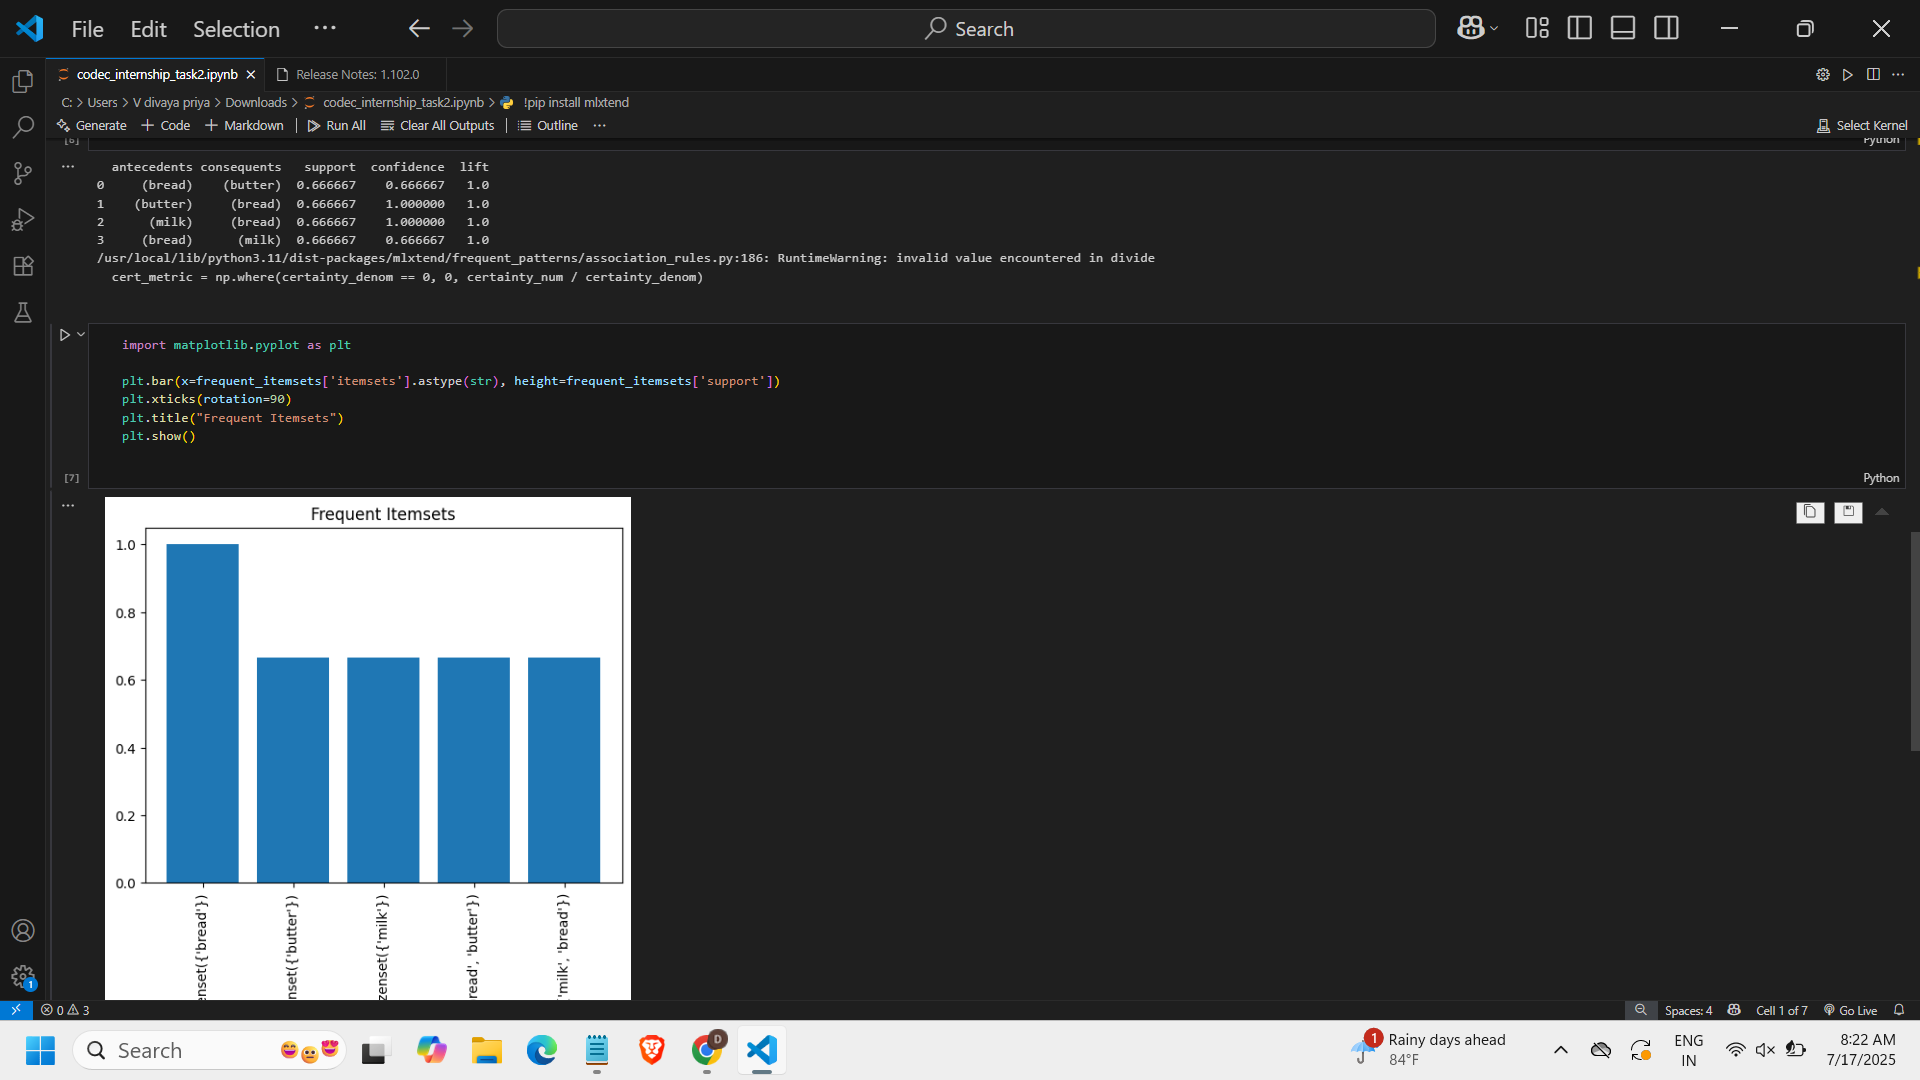 File Edit Selection ··· Search
codec_internship_task2.ipynb Release Notes: 1.102.0
C: > Users > V divaya priya > Downloads > codec_internship_task2.ipynb > !pip install mlxtend
Generate + Code + Markdown | Run All Clear All Outputs | Outline ··· Select Kernel
[6] Python
antecedents consequents support confidence lift
0 (bread) (butter) 0.666667 0.666667 1.0
1 (butter) (bread) 0.666667 1.000000 1.0
2 (milk) (bread) 0.666667 1.000000 1.0
3 (bread) (milk) 0.666667 0.666667 1.0
/usr/local/lib/python3.11/dist-packages/mlxtend/frequent_patterns/association_rules.py:186: RuntimeWarning: invalid value encountered in divide
cert_metric = np.where(certainty_denom == 0, 0, certainty_num / certainty_denom)
import matplotlib.pyplot as plt
plt.bar(x=frequent_itemsets['itemsets'].astype(str), height=frequent_itemsets['support'])
plt.xticks(rotation=90)
plt.title("Frequent Itemsets")
plt.show()
[7] Python
Frequent Itemsets
1.0
0.8
0.6
0.4
0.2
0.0
enset({'bread'})
nset({'butter'})
zenset({'milk'})
read', 'butter'})
'milk', 'bread'})
1
0 3 Spaces: 4 Cell 1 of 7 Go Live
Search D 1 Rainy days ahead
84°F
ENG
IN
8:22 AM
7/17/2025